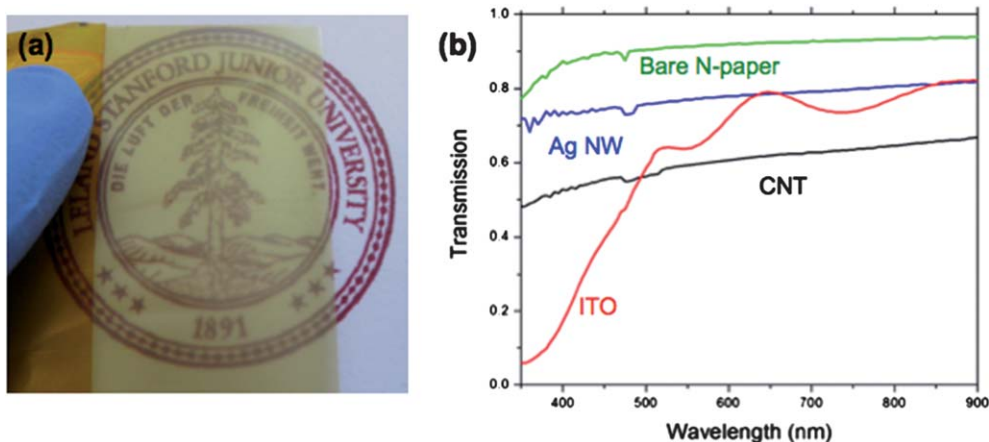 (a)
LELAND STANFORD JUNIOR UNIVERSITY
DIE LUFT DER FREIHEIT WEHT
1891
(b)
Transmission
1.0
0.8
0.6
0.4
0.2
0.0
Bare N-paper
Ag NW
CNT
ITO
400 500 600 700 800 900
Wavelength (nm)